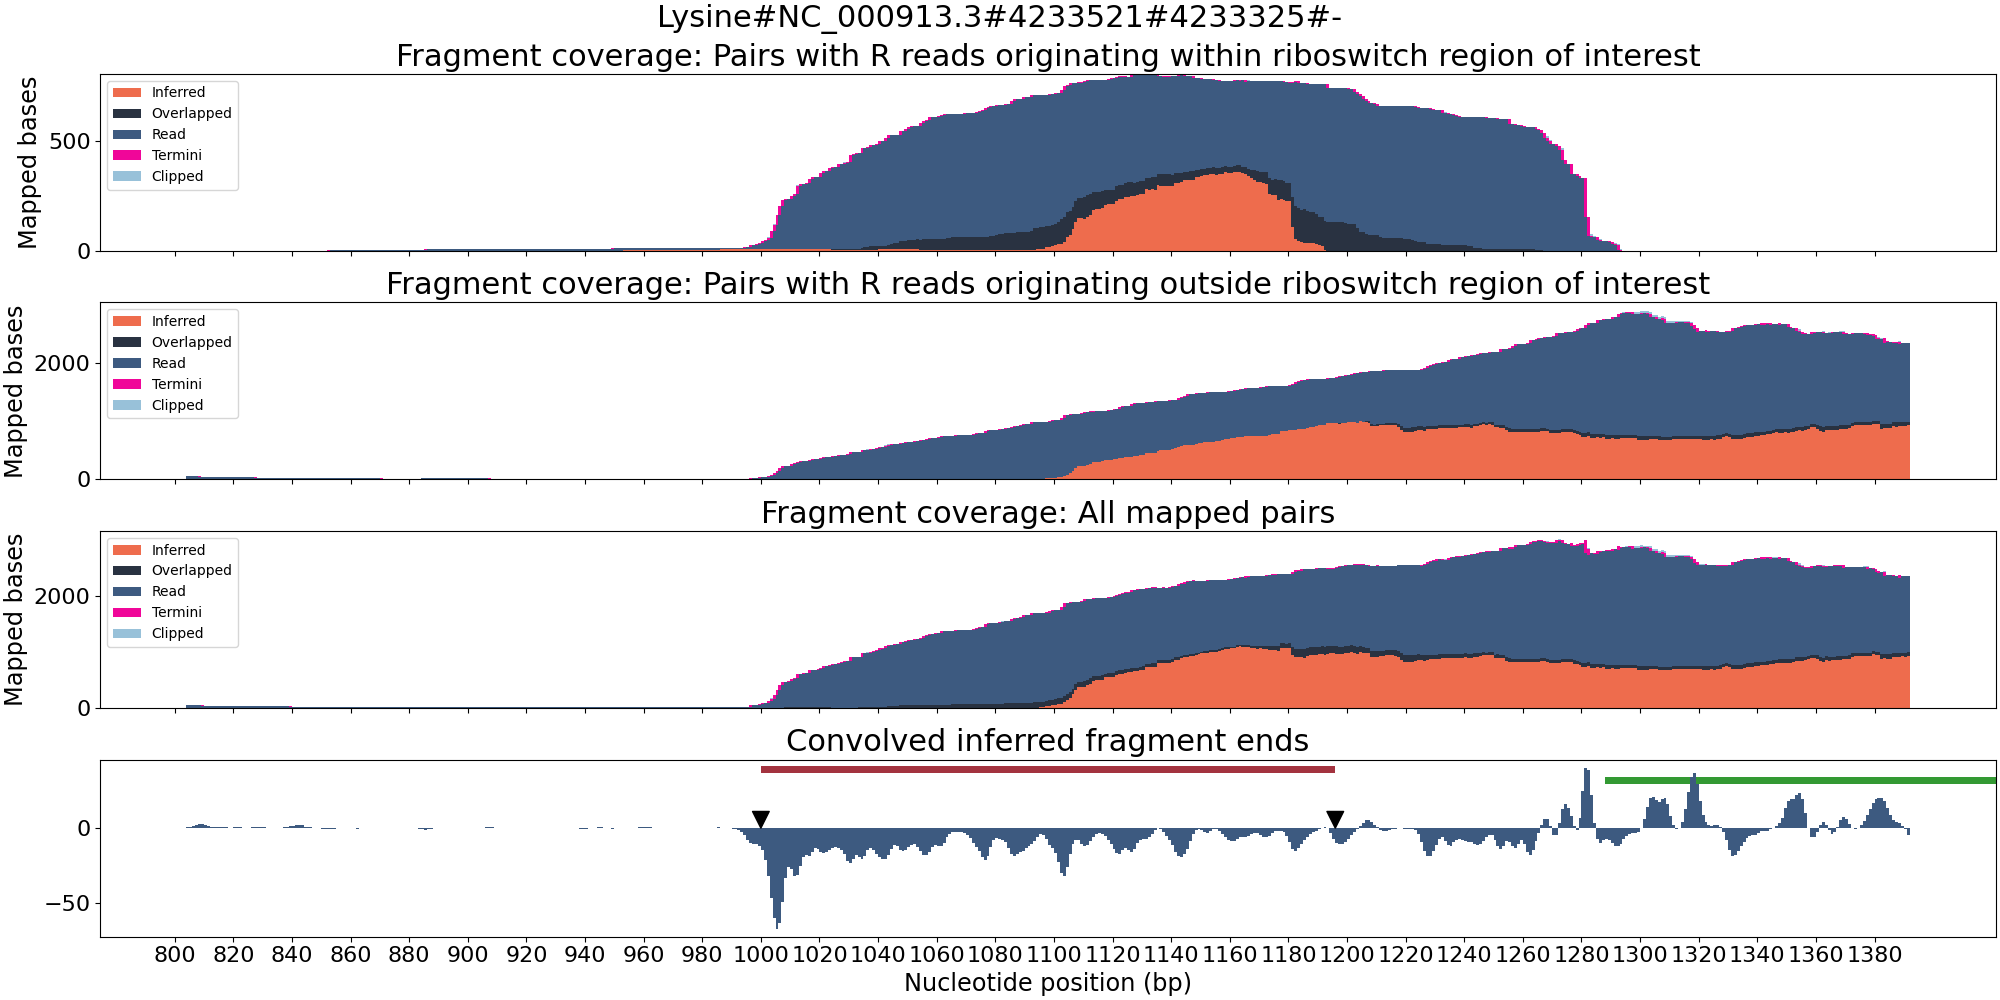 Lysine#NC_000913.3#4233521#4233325#-
Fragment coverage: Pairs with R reads originating within riboswitch region of interest
Mapped bases
500
0
Inferred
Overlapped
Read
Termini
Clipped
Fragment coverage: Pairs with R reads originating outside riboswitch region of interest
Mapped bases
2000
0
Inferred
Overlapped
Read
Termini
Clipped
Fragment coverage: All mapped pairs
Mapped bases
2000
0
Inferred
Overlapped
Read
Termini
Clipped
Convolved inferred fragment ends
0
−50
800 820 840 860 880 900 920 940 960 980 1000 1020 1040 1060 1080 1100 1120 1140 1160 1180 1200 1220 1240 1260 1280 1300 1320 1340 1360 1380
Nucleotide position (bp)